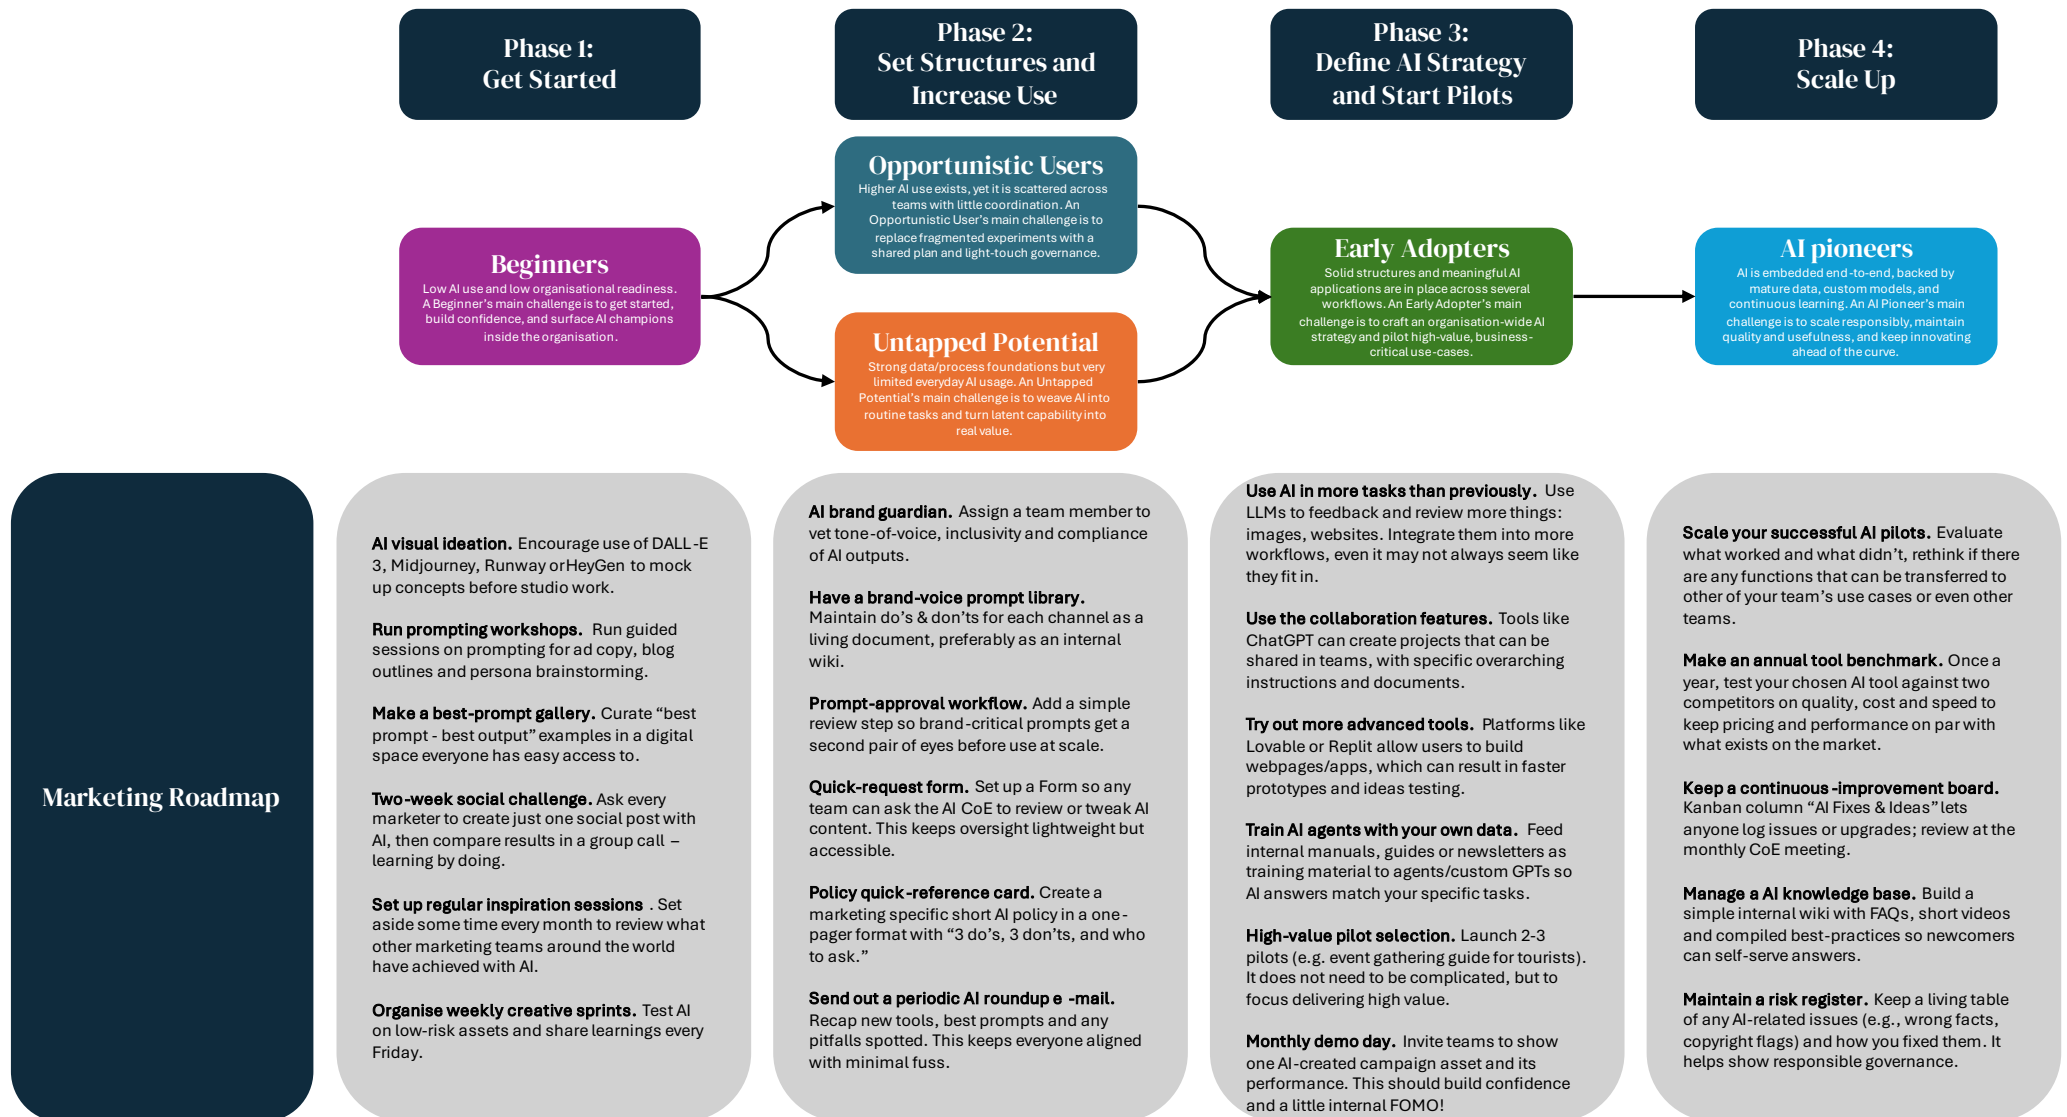 Phase 1:
Get Started
Phase 2:
Set Structures and
Increase Use
Phase 3:
Define AI Strategy
and Start Pilots
Phase 4:
Scale Up
Beginners
Low AI use and low organisational readiness.
A Beginner's main challenge is to get started,
build confidence, and surface AI champions
inside the organisation.
Opportunistic Users
Higher AI use exists, yet it is scattered across
teams with little coordination. An
Opportunistic User's main challenge is to
replace fragmented experiments with a
shared plan and light-touch governance.
Untapped Potential
Strong data/process foundations but very
limited everyday AI usage. An Untapped
Potential's main challenge is to weave AI into
routine tasks and turn latent capability into
real value.
Early Adopters
Solid structures and meaningful AI
applications are in place across several
workflows. An Early Adopter's main
challenge is to craft an organisation-wide AI
strategy and pilot high-value, business-
critical use-cases.
AI pioneers
AI is embedded end-to-end, backed by
mature data, custom models, and
continuous learning. An AI Pioneer's main
challenge is to scale responsibly, maintain
quality and usefulness, and keep innovating
ahead of the curve.
Marketing Roadmap
AI visual ideation. Encourage use of DALL-E
3, Midjourney, Runway or HeyGen to mock
up concepts before studio work.
Run prompting workshops. Run guided
sessions on prompting for ad copy, blog
outlines and persona brainstorming.
Make a best-prompt gallery. Curate “best
prompt - best output” examples in a digital
space everyone has easy access to.
Two-week social challenge. Ask every
marketer to create just one social post with
AI, then compare results in a group call –
learning by doing.
Set up regular inspiration sessions . Set
aside some time every month to review what
other marketing teams around the world
have achieved with AI.
Organise weekly creative sprints. Test AI
on low-risk assets and share learnings every
Friday.
AI brand guardian. Assign a team member to
vet tone-of-voice, inclusivity and compliance
of AI outputs.
Have a brand-voice prompt library.
Maintain do's & don'ts for each channel as a
living document, preferably as an internal
wiki.
Prompt-approval workflow. Add a simple
review step so brand-critical prompts get a
second pair of eyes before use at scale.
Quick-request form. Set up a Form so any
team can ask the AI CoE to review or tweak AI
content. This keeps oversight lightweight but
accessible.
Policy quick-reference card. Create a
marketing specific short AI policy in a one-
pager format with “3 do's, 3 don'ts, and who
to ask.”
Send out a periodic AI roundup e -mail.
Recap new tools, best prompts and any
pitfalls spotted. This keeps everyone aligned
with minimal fuss.
Use AI in more tasks than previously. Use
LLMs to feedback and review more things:
images, websites. Integrate them into more
workflows, even it may not always seem like
they fit in.
Use the collaboration features. Tools like
ChatGPT can create projects that can be
shared in teams, with specific overarching
instructions and documents.
Try out more advanced tools. Platforms like
Lovable or Replit allow users to build
webpages/apps, which can result in faster
prototypes and ideas testing.
Train AI agents with your own data. Feed
internal manuals, guides or newsletters as
training material to agents/custom GPTs so
AI answers match your specific tasks.
High-value pilot selection. Launch 2-3
pilots (e.g. event gathering guide for tourists).
It does not need to be complicated, but to
focus delivering high value.
Monthly demo day. Invite teams to show
one AI-created campaign asset and its
performance. This should build confidence
and a little internal FOMO!
Scale your successful AI pilots. Evaluate
what worked and what didn't, rethink if there
are any functions that can be transferred to
other of your team's use cases or even other
teams.
Make an annual tool benchmark. Once a
year, test your chosen AI tool against two
competitors on quality, cost and speed to
keep pricing and performance on par with
what exists on the market.
Keep a continuous -improvement board.
Kanban column “AI Fixes & Ideas” lets
anyone log issues or upgrades; review at the
monthly CoE meeting.
Manage a AI knowledge base. Build a
simple internal wiki with FAQs, short videos
and compiled best-practices so newcomers
can self-serve answers.
Maintain a risk register. Keep a living table
of any AI-related issues (e.g., wrong facts,
copyright flags) and how you fixed them. It
helps show responsible governance.